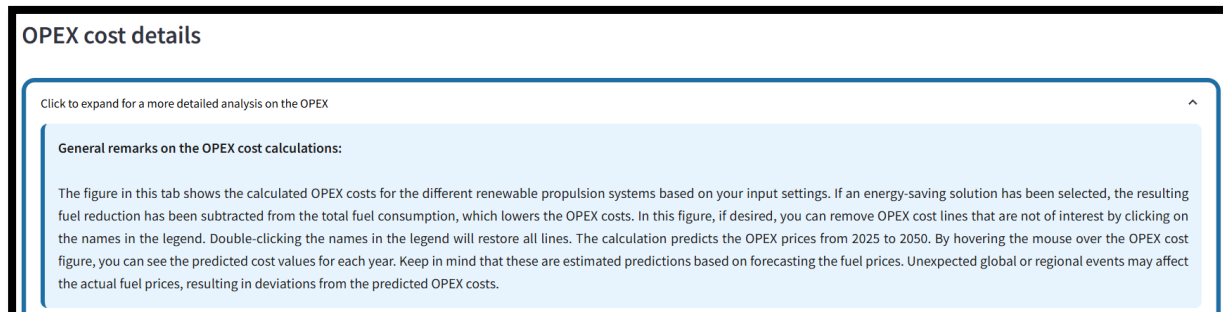 OPEX cost details
Click to expand for a more detailed analysis on the OPEX
General remarks on the OPEX cost calculations:
The figure in this tab shows the calculated OPEX costs for the different renewable propulsion systems based on your input settings. If an energy-saving solution has been selected, the resulting
fuel reduction has been subtracted from the total fuel consumption, which lowers the OPEX costs. In this figure, if desired, you can remove OPEX cost lines that are not of interest by clicking on
the names in the legend. Double-clicking the names in the legend will restore all lines. The calculation predicts the OPEX prices from 2025 to 2050. By hovering the mouse over the OPEX cost
figure, you can see the predicted cost values for each year. Keep in mind that these are estimated predictions based on forecasting the fuel prices. Unexpected global or regional events may affect
the actual fuel prices, resulting in deviations from the predicted OPEX costs.